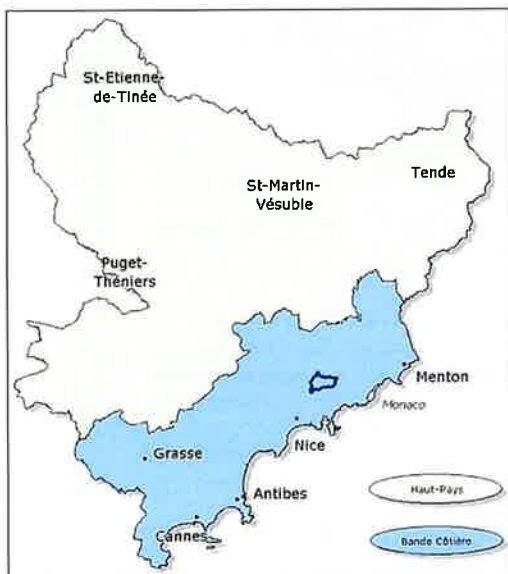 St-Etienne-
de-Tinée
St-Martin-
Vésubie
Tende
Puget-
Théniers
Menton
Monaco
Nice
Grasse
Antibes
Cannes
Haut-Pays
Bande Côtière